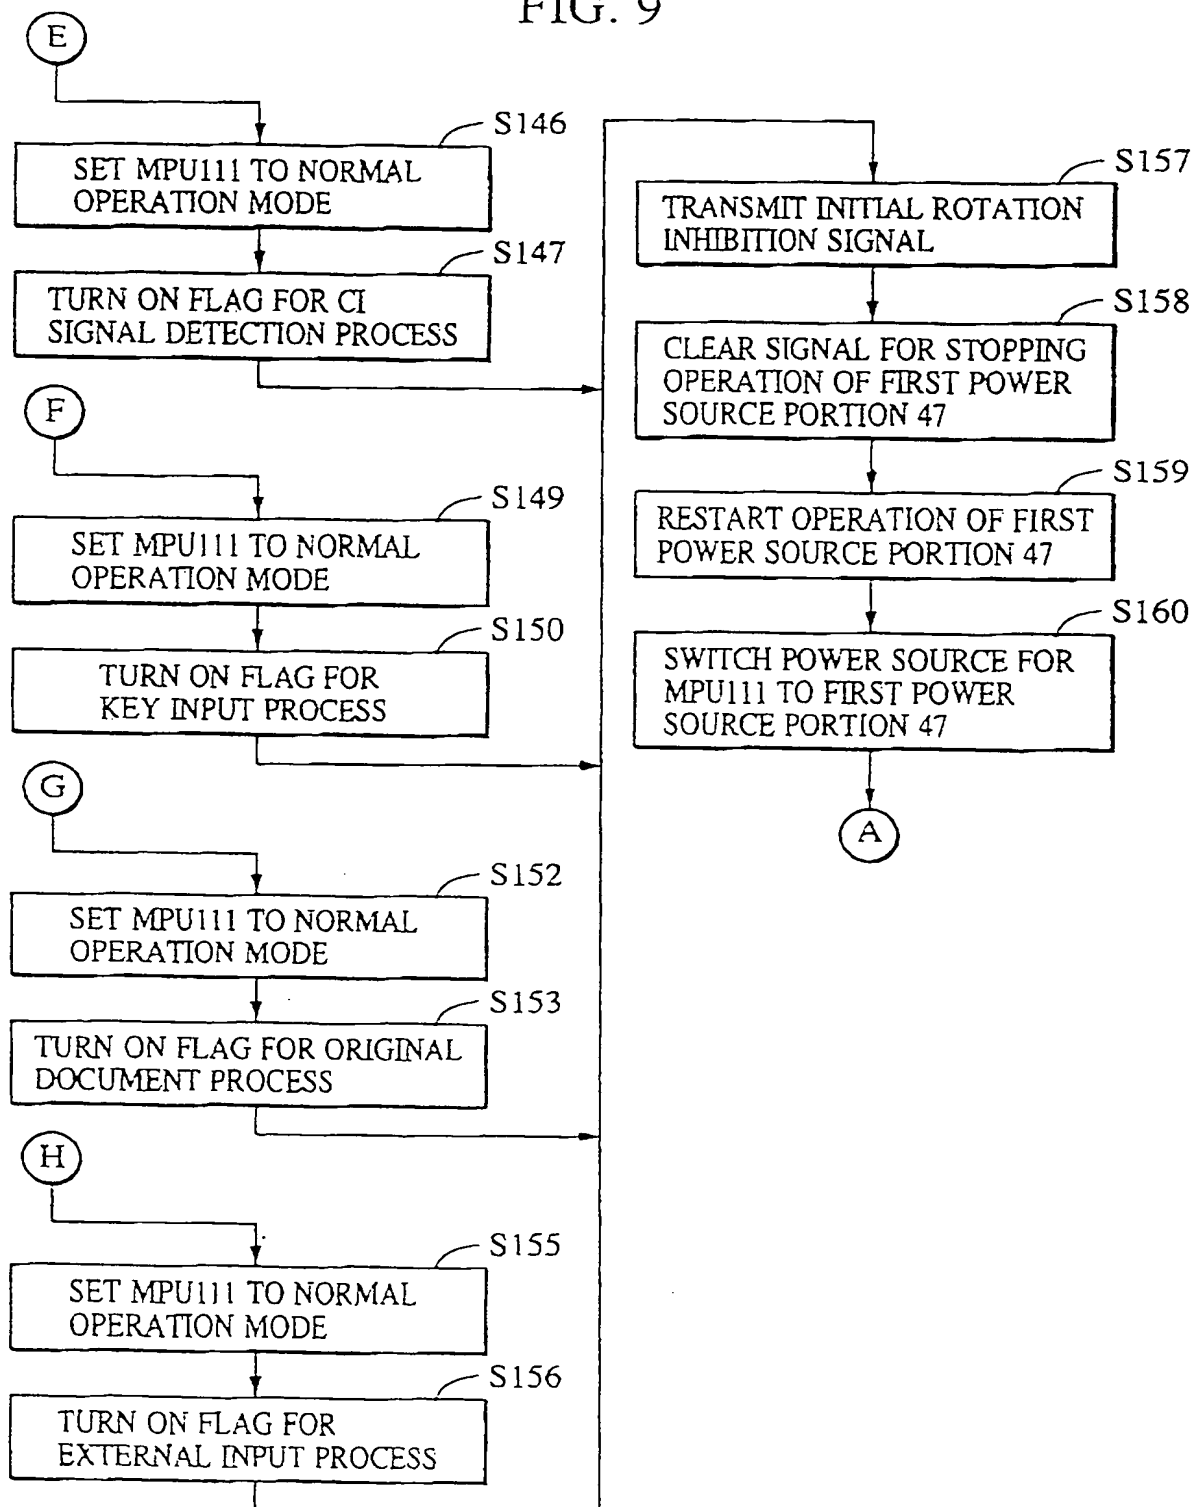 FIG. 9
E
S146
SET MPU111 TO NORMAL
OPERATION MODE
S147
TURN ON FLAG FOR CI
SIGNAL DETECTION PROCESS
F
S149
SET MPU111 TO NORMAL
OPERATION MODE
S150
TURN ON FLAG FOR
KEY INPUT PROCESS
G
S152
SET MPU111 TO NORMAL
OPERATION MODE
S153
TURN ON FLAG FOR ORIGINAL
DOCUMENT PROCESS
H
S155
SET MPU111 TO NORMAL
OPERATION MODE
S156
TURN ON FLAG FOR
EXTERNAL INPUT PROCESS
S157
TRANSMIT INITIAL ROTATION
INHIBITION SIGNAL
S158
CLEAR SIGNAL FOR STOPPING
OPERATION OF FIRST POWER
SOURCE PORTION 47
S159
RESTART OPERATION OF FIRST
POWER SOURCE PORTION 47
S160
SWITCH POWER SOURCE FOR
MPU111 TO FIRST POWER
SOURCE PORTION 47
A